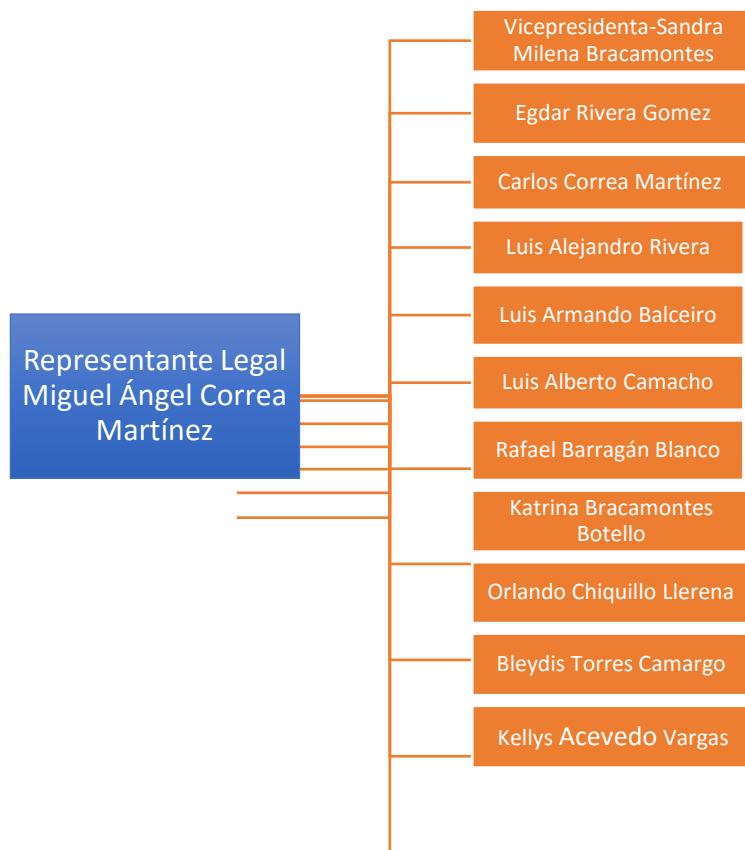 Vicepresidenta-Sandra
Milena Bracamontes
Egdar Rivera Gomez
Carlos Correa Martínez
Luis Alejandro Rivera
Luis Armando Balceiro
Representante Legal
Miguel Ángel Correa
Martínez
Luis Alberto Camacho
Rafael Barragán Blanco
Katrina Bracamontes
Botello
Orlando Chiquillo Llerena
Bleydis Torres Camargo
Kellys Acevedo Vargas